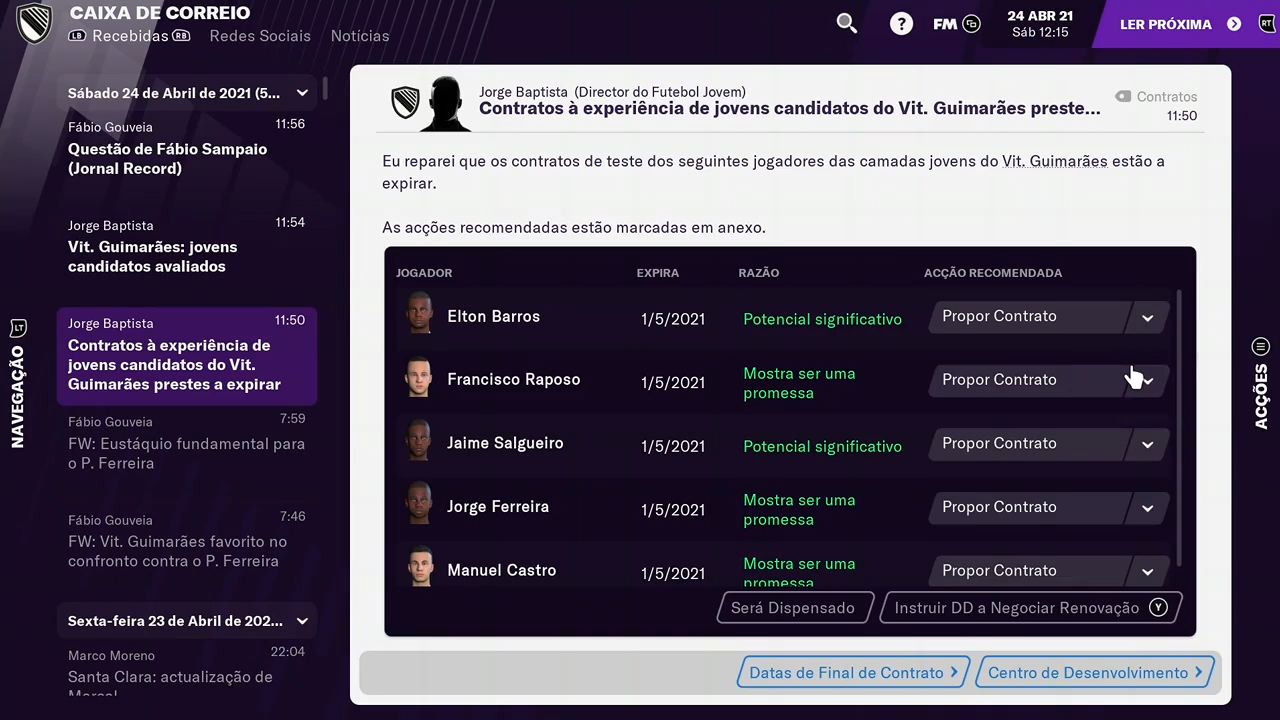 CAIXA DE CORREIO
LB Recebidas RB Redes Sociais Notícias
? FM 24 ABR 21
Sáb 12:15
LER PRÓXIMA RT
LT
NAVEGAÇÃO
Sábado 24 de Abril de 2021 (5...
Fábio Gouveia 11:56
Questão de Fábio Sampaio
(Jornal Record)
Jorge Baptista 11:54
Vit. Guimarães: jovens
candidatos avaliados
Jorge Baptista 11:50
Contratos à experiência de
jovens candidatos do Vit.
Guimarães prestes a expirar
Fábio Gouveia 7:59
FW: Eustáquio fundamental para
o P. Ferreira
Fábio Gouveia 7:46
FW: Vit. Guimarães favorito no
confronto contra o P. Ferreira
Sexta-feira 23 de Abril de 202...
Marco Moreno 22:04
Santa Clara: actualização de
Jorge Baptista (Director do Futebol Jovem)
Contratos à experiência de jovens candidatos do Vit. Guimarães preste...
Contratos
11:50
Eu reparei que os contratos de teste dos seguintes jogadores das camadas jovens do Vit. Guimarães estão a
expirar.
As acções recomendadas estão marcadas em anexo.
JOGADOR EXPIRA RAZÃO ACÇÃO RECOMENDADA
Elton Barros 1/5/2021 Potencial significativo Propor Contrato
Francisco Raposo 1/5/2021 Mostra ser uma
promessa Propor Contrato
Jaime Salgueiro 1/5/2021 Potencial significativo Propor Contrato
Jorge Ferreira 1/5/2021 Mostra ser uma
promessa Propor Contrato
Manuel Castro 1/5/2021 Mostra ser uma
promessa Propor Contrato
Será Dispensado Instruir DD a Negociar Renovação Y
Datas de Final de Contrato Centro de Desenvolvimento
ACÇÕES